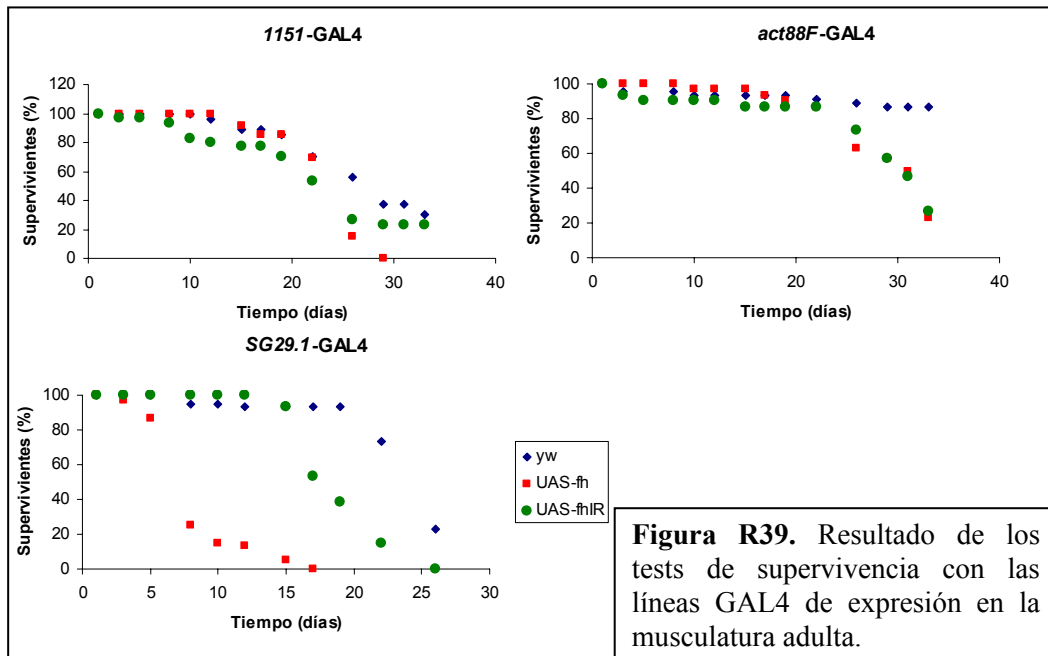 1151-GAL4
120
100
80
60
40
20
0
Supervivientes (%)
0 10 20 30 40
Tiempo (días)
act88F-GAL4
100
80
60
40
20
0
Supervivientes (%)
0 10 20 30 40
Tiempo (días)
SG29.1-GAL4
100
80
60
40
20
0
Supervivientes (%)
0 5 10 15 20 25 30
Tiempo (días)
yw
UAS-fh
UAS-fhIR
Figura R39. Resultado de los
tests de supervivencia con las
líneas GAL4 de expresión en la
musculatura adulta.